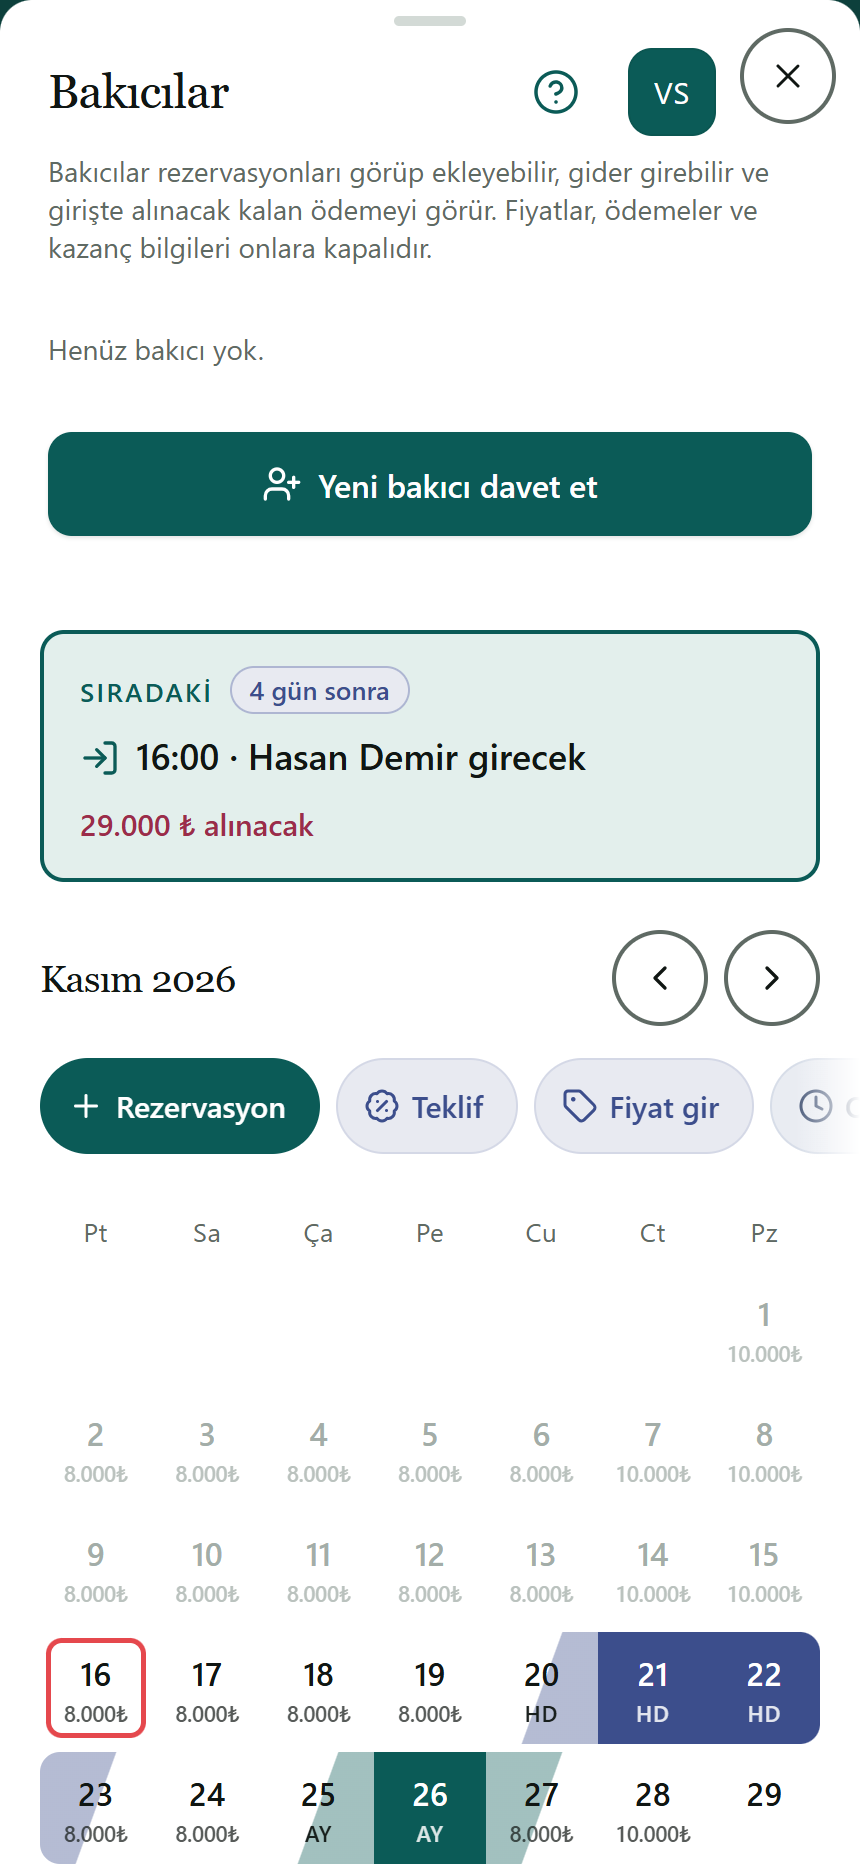 Bakıcılar
VS
Bakıcılar rezervasyonları görüp ekleyebilir, gider girebilir ve
girişte alınacak kalan ödemeyi görür. Fiyatlar, ödemeler ve
kazanç bilgileri onlara kapalıdır.
Henüz bakıcı yok.
Yeni bakıcı davet et
SIRADAKİ 4 gün sonra
16:00 · Hasan Demir girecek
29.000 ₺ alınacak
Kasım 2026
Rezervasyon Teklif Fiyat gir
Pt Sa Ça Pe Cu Ct Pz
1
10.000₺
2 3 4 5 6 7 8
8.000₺ 8.000₺ 8.000₺ 8.000₺ 8.000₺ 10.000₺ 10.000₺
9 10 11 12 13 14 15
8.000₺ 8.000₺ 8.000₺ 8.000₺ 8.000₺ 10.000₺ 10.000₺
16 17 18 19 20 21 22
8.000₺ 8.000₺ 8.000₺ 8.000₺ HD HD HD
23 24 25 26 27 28 29
8.000₺ 8.000₺ AY AY 8.000₺ 10.000₺